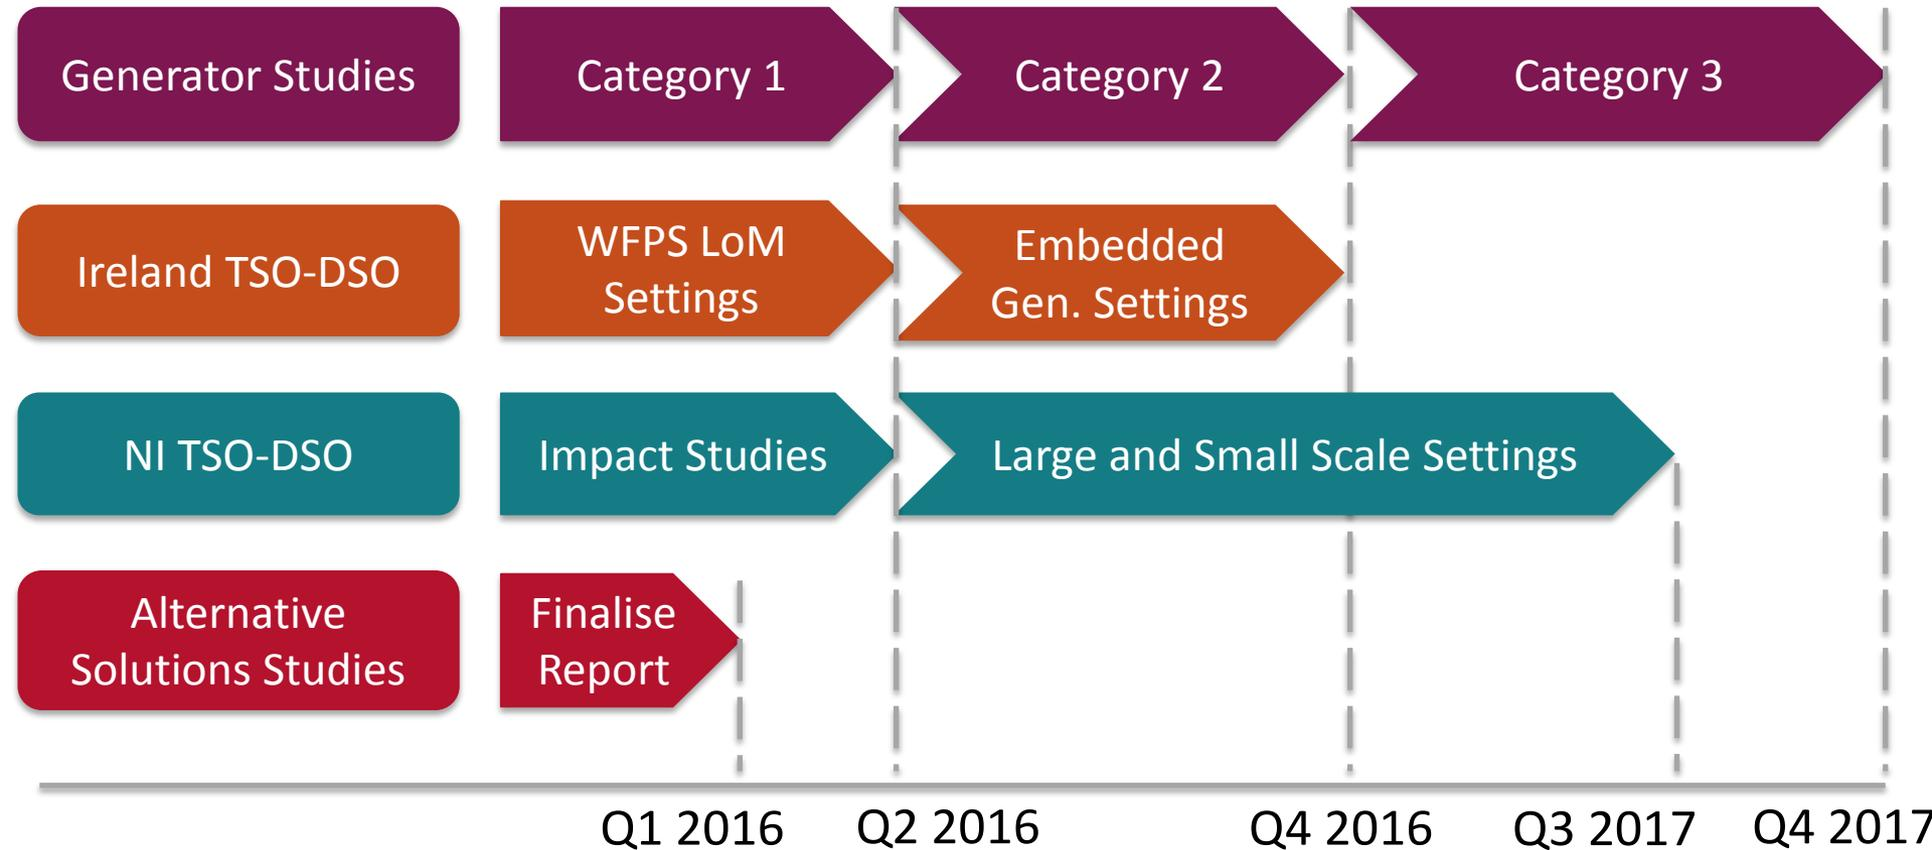 Generator Studies
Category 1
Category 2
Category 3
Ireland TSO-DSO
WFPS LoM
Settings
Embedded
Gen. Settings
NI TSO-DSO
Impact Studies
Large and Small Scale Settings
Alternative
Solutions Studies
Finalise
Report
Q1 2016
Q2 2016
Q4 2016
Q3 2017
Q4 2017